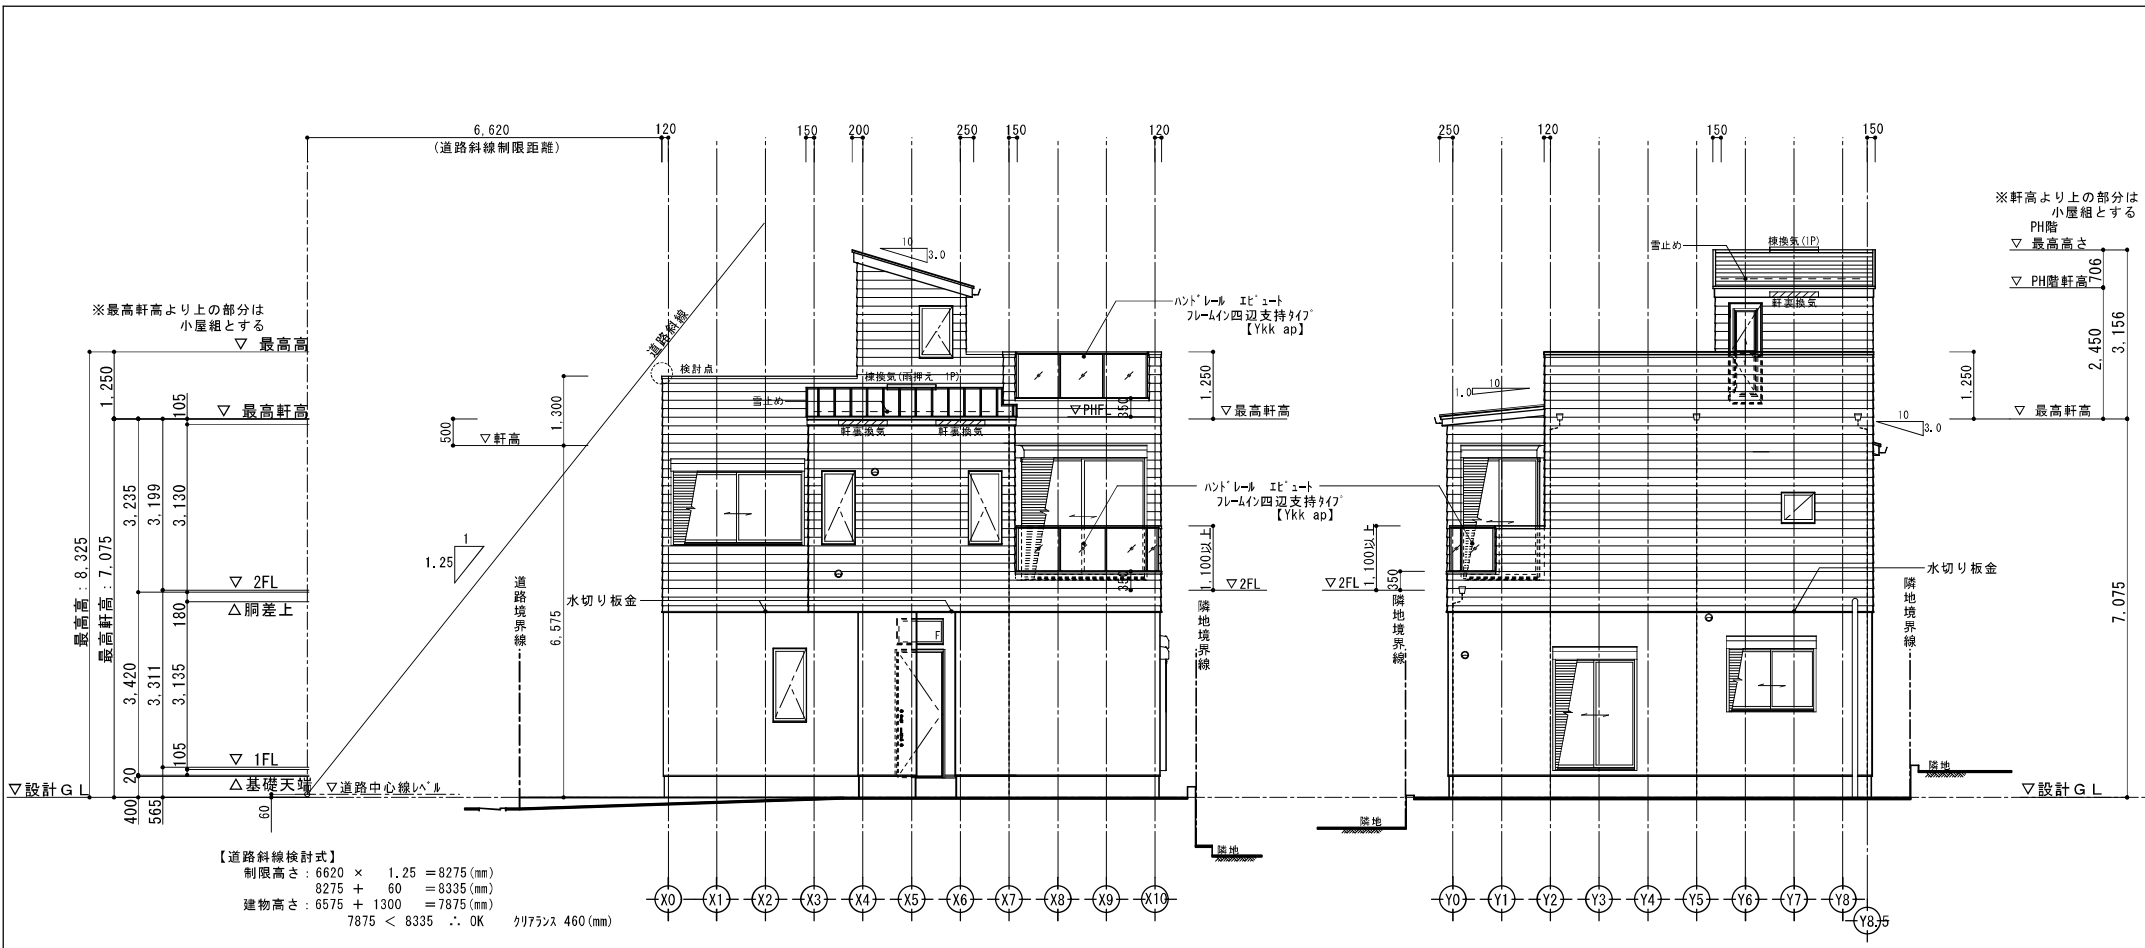 6,620
(道路斜線制限距離)
120
150
200
250
150
120
250
120
150
150
※軒高より上の部分は
小屋組とする
PH階
▽ 最高高さ
706
▽ PH階軒高
2,450
3,156
▽ 最高軒高
7,075
▽設計ＧＬ
※最高軒高より上の部分は
小屋組とする
▽ 最高高
1,250
105
▽ 最高軒高
最高高：8,325
最高軒高：7,075
3,235
3,199
3,130
▽ 2FL
△胴差上
180
3,420
3,311
3,135
105
▽ 1FL
20
△基礎天端
▽設計ＧＬ
400
565
60
▽道路中心線ﾚﾍﾞﾙ
500
▽軒高
1,300
6,575
1
1.25
道路斜線
検討点
道路境界線
10
3.0
棟換気(雨押え 1P)
雪止め
軒裏換気
軒裏換気
▽PHFL
350
ﾊﾝﾄﾞﾚｰﾙ ｴﾋﾞｭｰﾄ
ﾌﾚｰﾑｲﾝ四辺支持ﾀｲﾌﾟ
【Ykk ap】
1,250
▽最高軒高
ﾊﾝﾄﾞﾚｰﾙ ｴﾋﾞｭｰﾄ
ﾌﾚｰﾑｲﾝ四辺支持ﾀｲﾌﾟ
【Ykk ap】
1,100以上
350
▽2FL
水切り板金
F
隣地境界線
隣地
▽2FL
1,100以上
350
隣地境界線
隣地
雪止め
棟換気(1P)
軒裏換気
10
1.0
1,250
10
3.0
水切り板金
隣地境界線
隣地
【道路斜線検討式】
制限高さ：6620 × 1.25 =8275(mm)
8275 + 60 =8335(mm)
建物高さ：6575 + 1300 =7875(mm)
7875 < 8335 ∴ OK ｸﾘｱﾗﾝｽ 460(mm)
X0
X1
X2
X3
X4
X5
X6
X7
X8
X9
X10
Y0
Y1
Y2
Y3
Y4
Y5
Y6
Y7
Y8
Y8.5